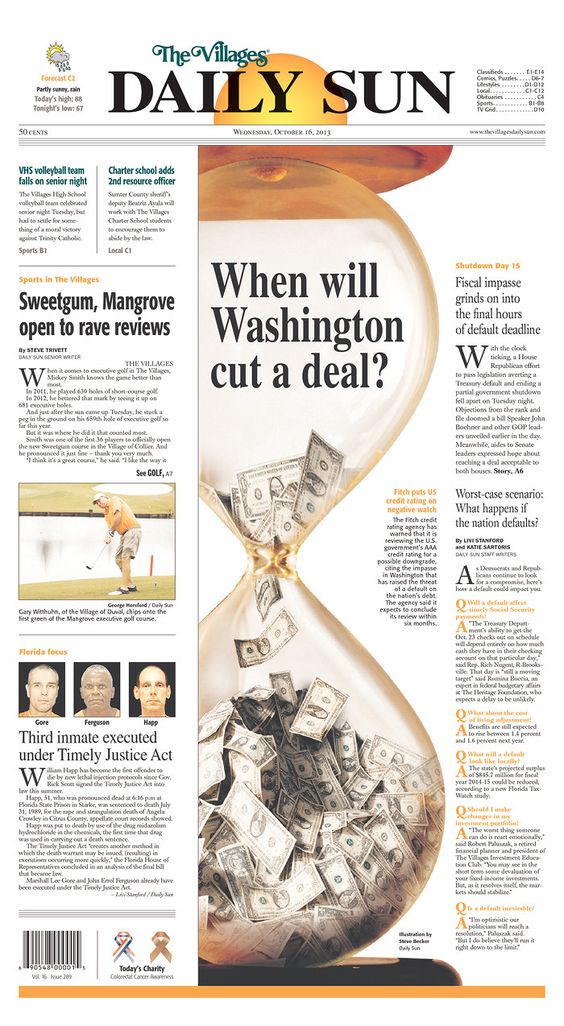 The Villages®
DAILY SUN
Forecast C2
Partly sunny, rain
Today's high: 88
Tonight's low: 67
Classifieds . . . . . . . E1-E14
Comics, Puzzles. . . . . D6-7
Lifestyles . . . . . . . . D1-D12
Local. . . . . . . . . . . . C1-C12
Obituaries . . . . . . . . . . C4
Sports. . . . . . . . . . . . B1-B8
TV Grid. . . . . . . . . . . . D10
50 CENTS
WEDNESDAY, OCTOBER 16, 2013
www.thevillagesdailysun.com
VHS volleyball team
falls on senior night
The Villages High School
volleyball team celebrated
senior night Tuesday, but
had to settle for some-
thing of a moral victory
against Trinity Catholic.
Sports B1
Charter school adds
2nd resource officer
Sumter County sheriff's
deputy Beatriz Ayala will
work with The Villages
Charter School students
to encourage them to
abide by the law.
Local C1
Sports in The Villages
Sweetgum, Mangrove
open to rave reviews
By STEVE TRIVETT
DAILY SUN SENIOR WRITER
THE VILLAGES
When it comes to executive golf in The Villages,
Mickey Smith knows the game better than
most.
In 2011, he played 630 holes of short-course golf.
In 2012, he bettered that mark by teeing it up on
681 executive holes.
And just after the sun came up Tuesday, he stuck a
peg in the ground on his 659th hole of executive golf so
far this year.
But it was where he did it that counted most.
Smith was one of the first 36 players to officially open
the new Sweetgum course in the Village of Collier. And
he pronounced it just fine – thank you very much.
"I think it's a great course," he said. "I like the way it
See GOLF, A7
George Horsford / Daily Sun
Gary Witthuhn, of the Village of Duval, chips onto the
first green of the Mangrove executive golf course.
Florida focus
Gore
Ferguson
Happ
Third inmate executed
under Timely Justice Act
William Happ has become the first offender to
die by new lethal injection protocols since Gov.
Rick Scott signed the Timely Justice Act into
law this summer.
Happ, 51, who was pronounced dead at 6:16 p.m at
Florida State Prison in Starke, was sentenced to death July
31, 1989, for the rape and strangulation death of Angela
Crowley in Citrus County, appellate court records showed.
Happ was put to death by use of the drug midazolam
hydrochloride in the chemicals, the first time that drug
was used in carrying out a death sentence.
The Timely Justice Act "creates another method in
which the death warrant may be issued, (resulting) in
executions occurring more quickly," the Florida House of
Representatives concluded in an analysis of the final bill
that became law.
Marshall Lee Gore and John Errol Ferguson already have
been executed under the Timely Justice Act.
– Livi Stanford / Daily Sun
Vol. 16 Issue 289
Today's Charity
Colorectal Cancer Awareness
When will
Washington
cut a deal?
Fitch puts US
credit rating on
negative watch
The Fitch credit
rating agency has
warned that it is
reviewing the U.S.
government's AAA
credit rating for a
possible downgrade,
citing the impasse
in Washington that
has raised the threat
of a default on
the nation's debt.
The agency said it
expects to conclude
its review within
six months.
Illustration by
Steve Becker
Daily Sun
Shutdown Day 15
Fiscal impasse
grinds on into
the final hours
of default deadline
With the clock
ticking, a House
Republican effort
to pass legislation averting a
Treasury default and ending a
partial government shutdown
fell apart on Tuesday night.
Objections from the rank and
file doomed a bill Speaker John
Boehner and other GOP lead-
ers unveiled earlier in the day.
Meanwhile, aides to Senate
leaders expressed hope about
reaching a deal acceptable to
both houses. Story, A6
Worst-case scenario:
What happens if
the nation defaults?
By LIVI STANFORD
and KATIE SARTORIS
DAILY SUN STAFF WRITERS
As Democrats and Repub-
licans continue to look
for a compromise, here's
how a default could impact you.
Q Will a default affect
timely Social Security
payments?
A "The Treasury Depart-
ment's ability to get the
Oct. 23 checks out on schedule
will depend entirely on how much
cash they have in their checking
account on that particular day,"
said Rep. Rich Nugent, R-Brooks-
ville. That day is "still a moving
target" said Romina Boccia, an
expert in federal budgetary affairs
at The Heritage Foundation, who
expects a delay to be unlikely.
Q What about the cost
of living adjustment?
A Benefits are still expected
to rise between 1.4 percent
and 1.6 percent next year.
Q What will a default
look like locally?
A The state's projected surplus
of $845.7 million for fiscal
year 2014-15 could be reduced,
according to a new Florida Tax-
Watch study.
Q Should I make
changes in my
investment portfolio?
A "The worst thing someone
can do is react emotionally,"
said Robert Paluszak, a retired
financial planner and president of
The Villages Investment Educa-
tion Club. "You may see in the
short term some devaluation of
your fixed-income investments.
But, as it resolves itself, the mar-
kets should stabilize."
Q Is a default inevitable?
A "I'm optimistic our
politicians will reach a
resolution," Paluszak said.
"But I do believe they'll run it
right down to the limit."